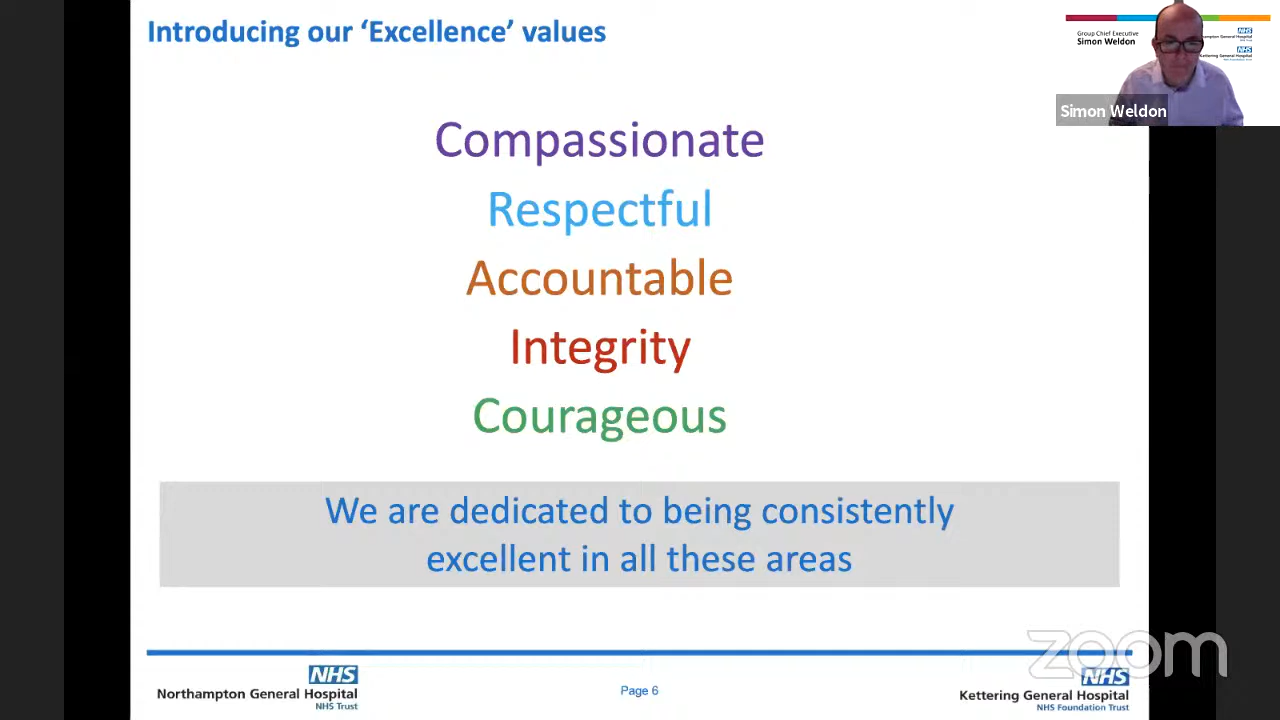 Introducing our ‘Excellence’ values
Group Chief Executive
Simon Weldon
NHS
NHS
Simon Weldon
Compassionate
Respectful
Accountable
Integrity
Courageous
We are dedicated to being consistently
excellent in all these areas
zoom
NHS
Northampton General Hospital
NHS Trust
Page 6
NHS
Kettering General Hospital
NHS Foundation Trust